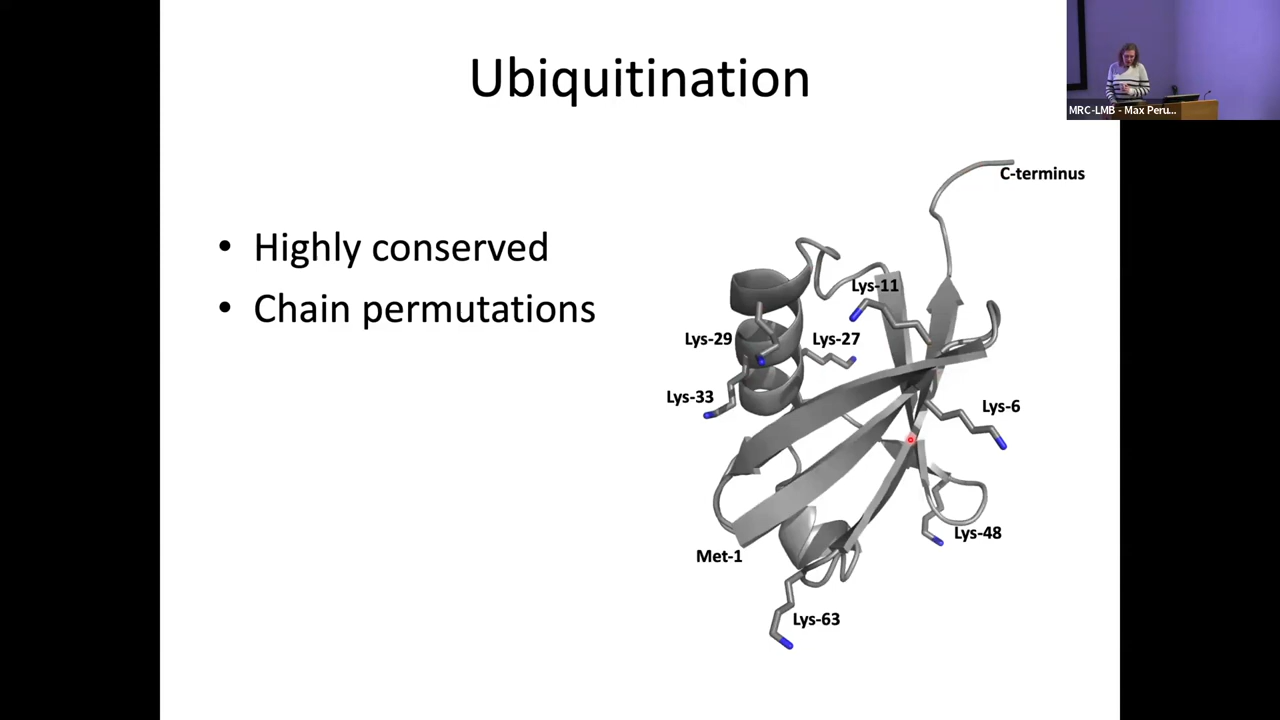 Ubiquitination
MRC-LMB - Max Peru...
C-terminus
• Highly conserved
• Chain permutations
Lys-11
Lys-29
Lys-27
Lys-33
Lys-6
Lys-48
Met-1
Lys-63